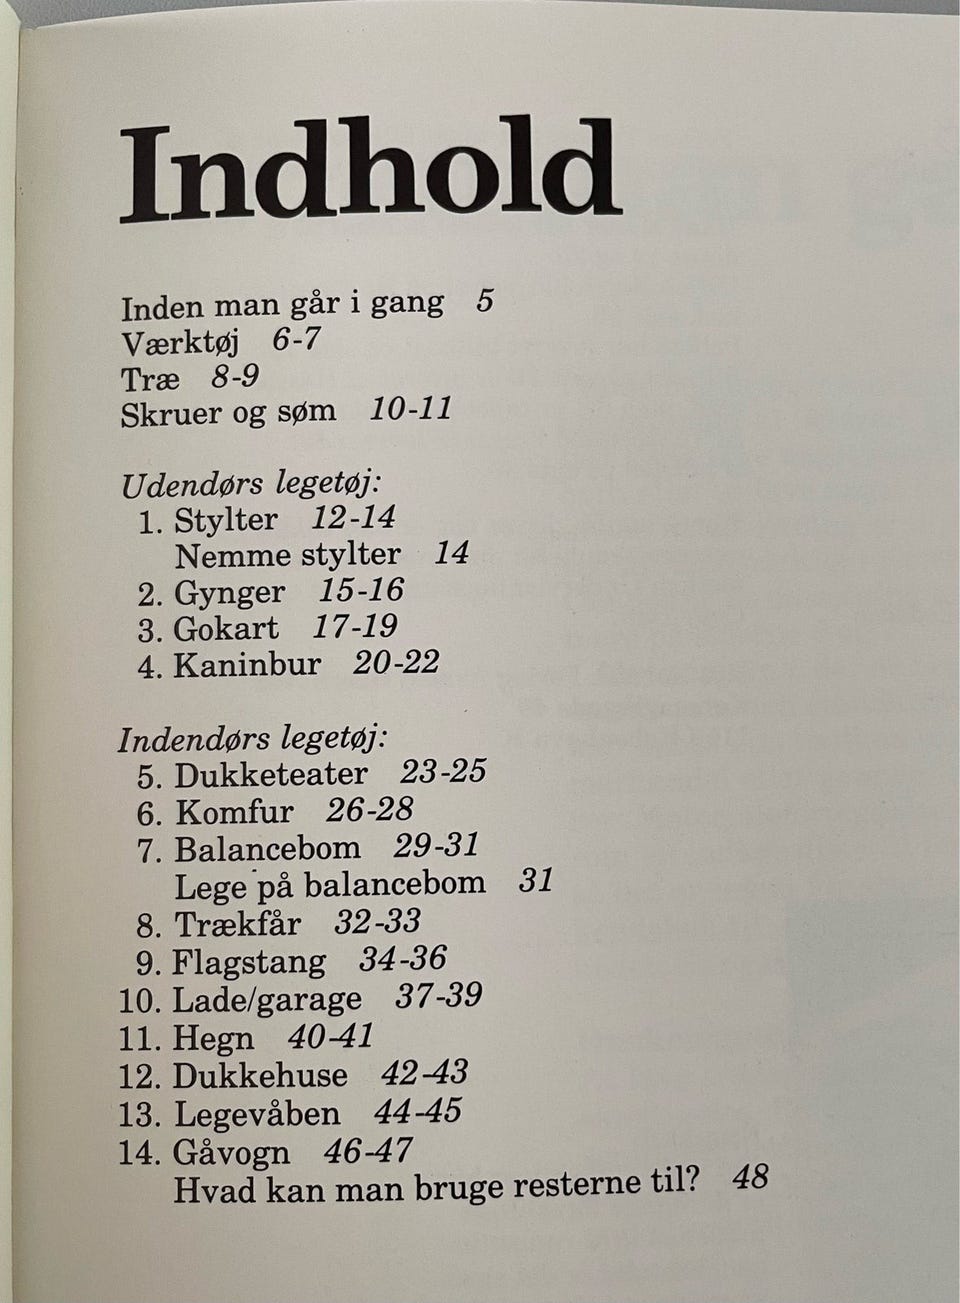 Indhold
Inden man går i gang 5
Værktøj 6-7
Træ 8-9
Skruer og søm 10-11
Udendørs legetøj:
1. Stylter 12-14
Nemme stylter 14
2. Gynger 15-16
3. Gokart 17-19
4. Kaninbur 20-22
Indendørs legetøj:
5. Dukketeater 23-25
6. Komfur 26-28
7. Balancebom 29-31
Lege på balancebom 31
8. Trækfår 32-33
9. Flagstang 34-36
10. Lade/garage 37-39
11. Hegn 40-41
12. Dukkehuse 42-43
13. Legevåben 44-45
14. Gåvogn 46-47
Hvad kan man bruge resterne til? 48